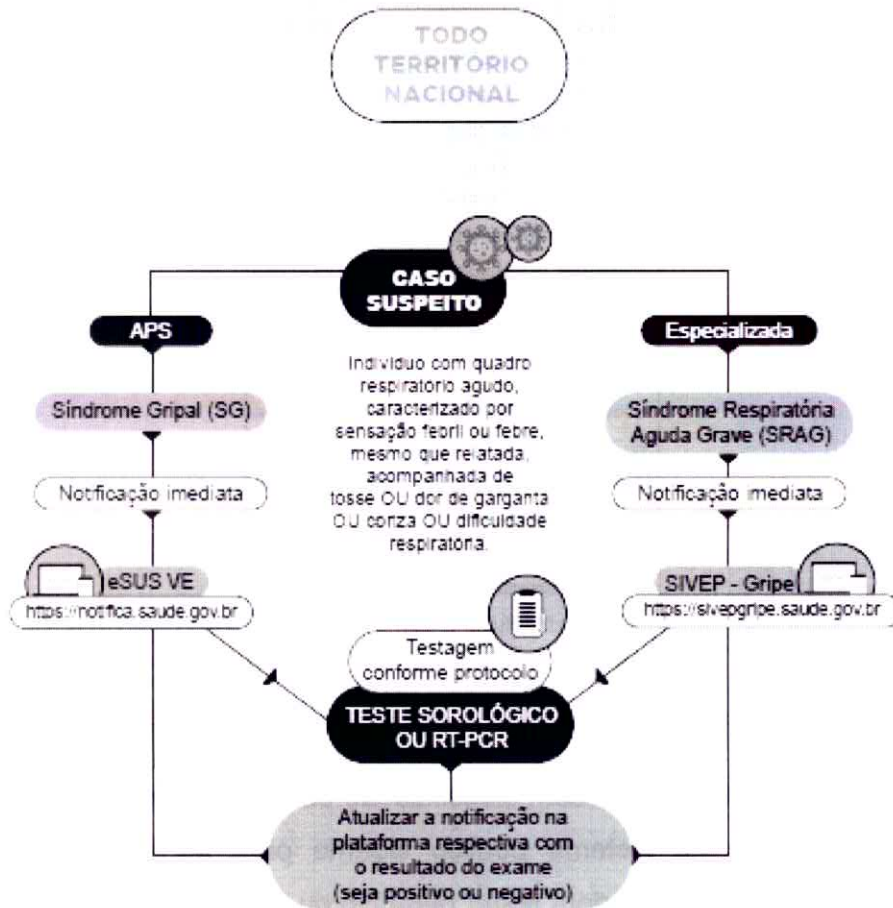 TODO
TERRITÓRIO
NACIONAL
CASO
SUSPEITO
APS
Especializada
Indivíduo com quadro
respiratório agudo,
caracterizado por
sensação febril ou febre,
mesmo que relatada,
acompanhada de
tosse OU dor de garganta
OU coriza OU dificuldade
respiratória.
Síndrome Gripal (SG)
Síndrome Respiratória
Aguda Grave (SRAG)
Notificação imediata
Notificação imediata
eSUS VE
https://notifica.saude.gov.br
SIVEP - Gripe
https://sivepgripe.saude.gov.br
Testagem
conforme protocolo
TESTE SOROLÓGICO
OU RT-PCR
Atualizar a notificação na
plataforma respectiva com
o resultado do exame
(seja positivo ou negativo)